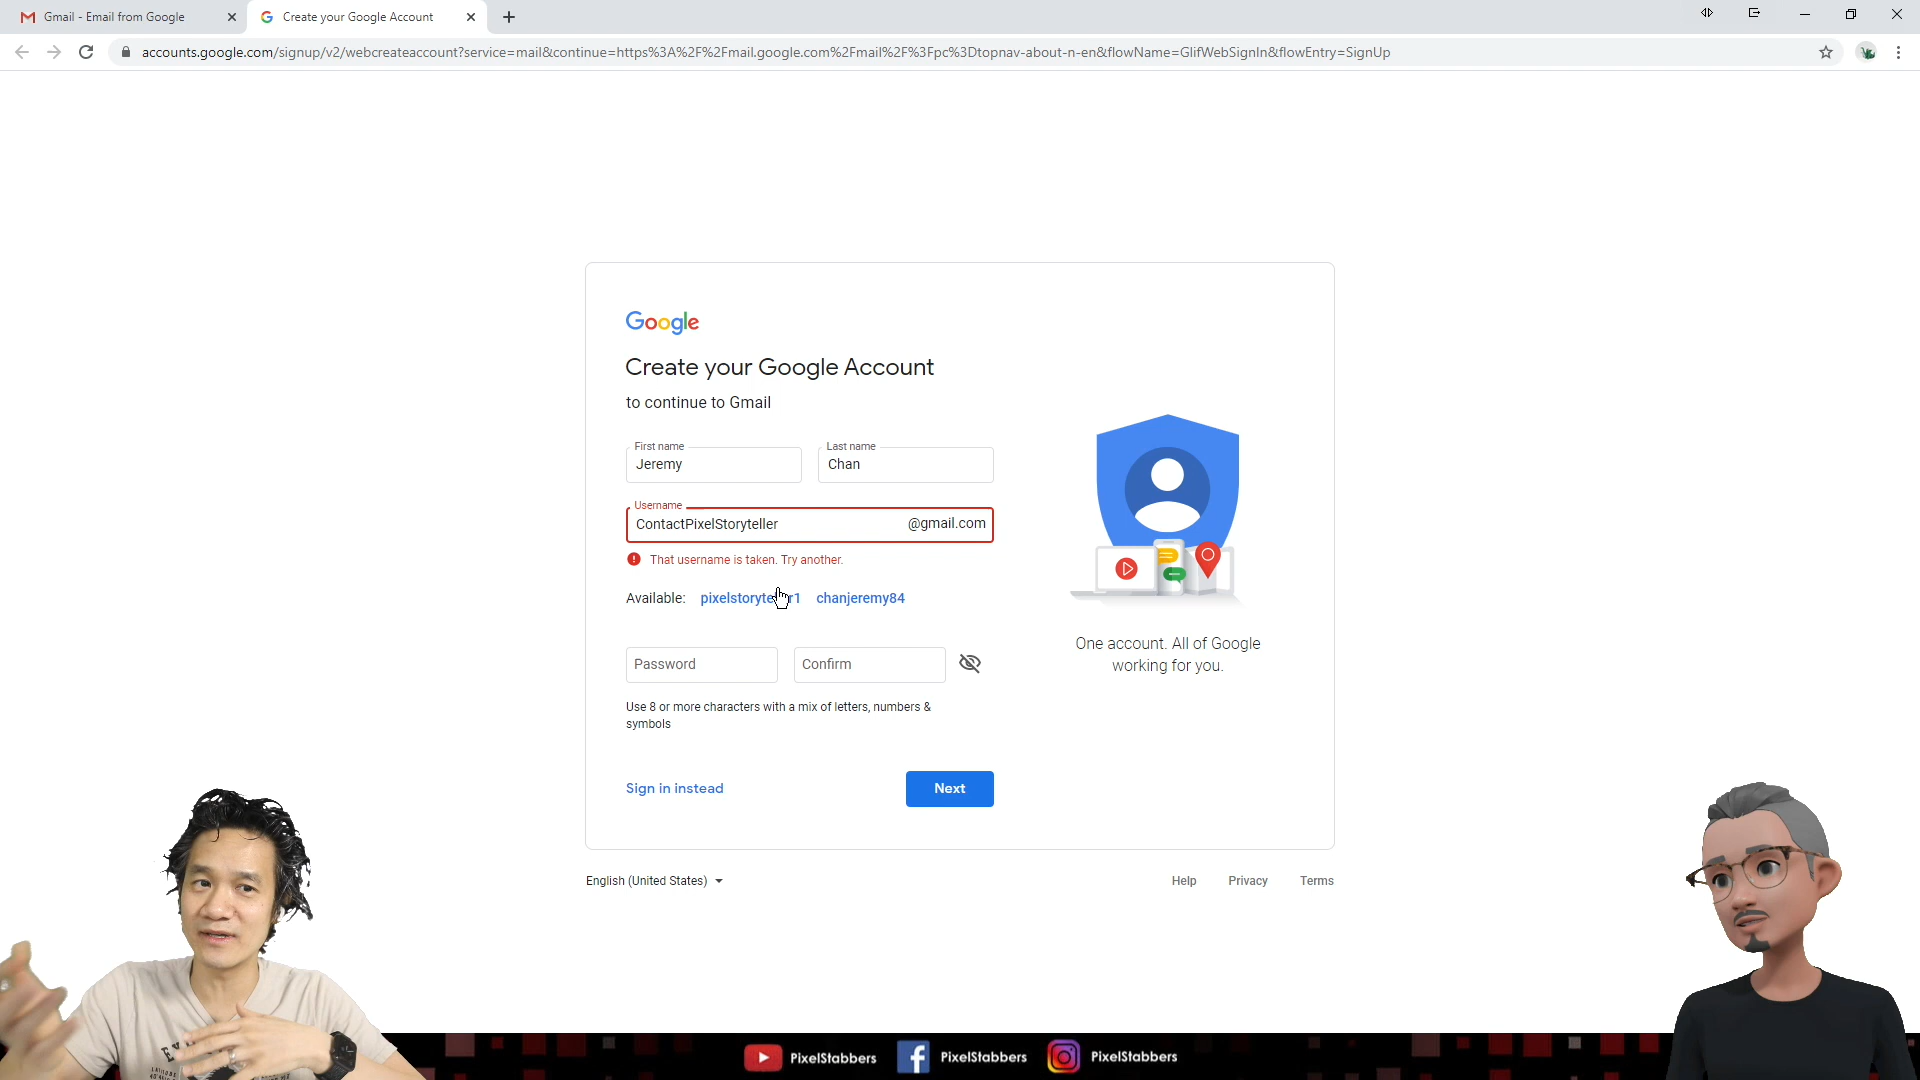 Gmail - Email from Google
Create your Google Account
accounts.google.com/signup/v2/webcreateaccount?service=mail&continue=https%3A%2F%2Fmail.google.com%2Fmail%2F%3Fpc%3Dtopnav-about-n-en&flowName=GlifWebSignIn&flowEntry=SignUp
Google
Create your Google Account
to continue to Gmail
First name
Last name
Jeremy
Chan
Username
ContactPixelStoryteller @gmail.com
That username is taken. Try another.
Available: chanjeremy84
Password
Confirm
Use 8 or more characters with a mix of letters, numbers &
symbols
One account. All of Google
working for you.
Sign in instead
Next
English (United States)
Help
Privacy
Terms
PixelStabbers
PixelStabbers
PixelStabbers